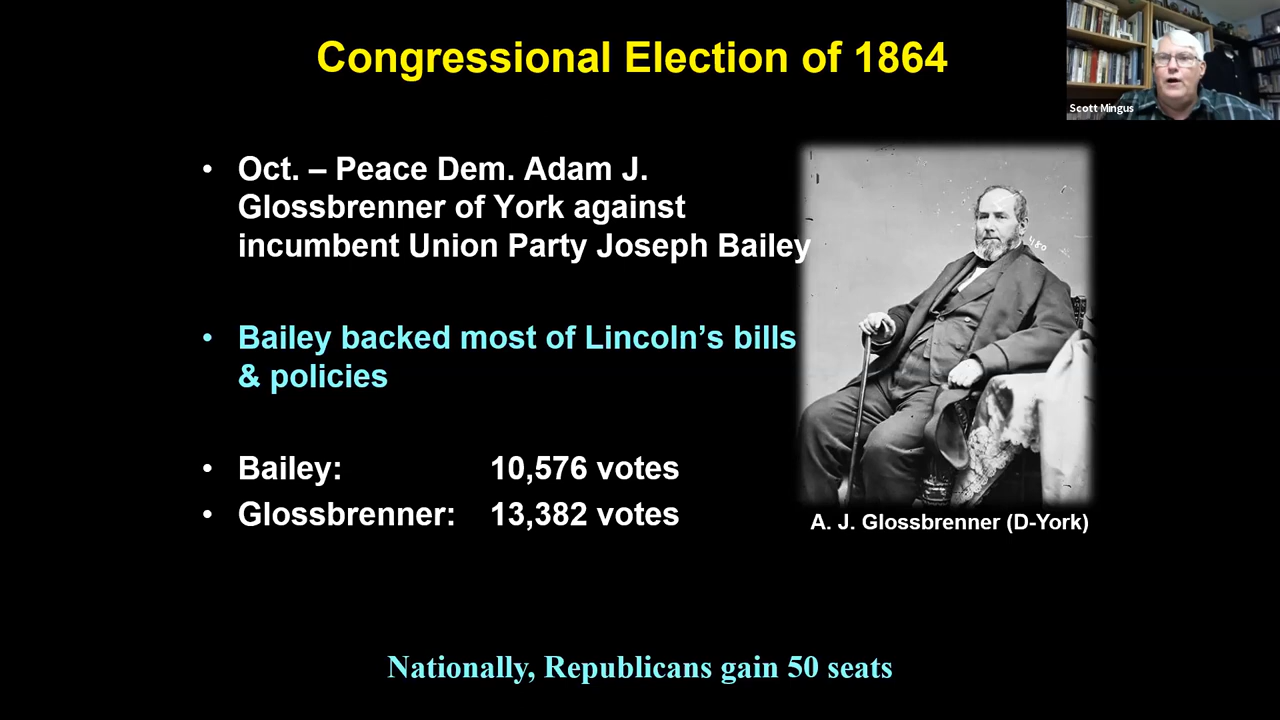 Congressional Election of 1864
Scott Mingus
• Oct. – Peace Dem. Adam J.
Glossbrenner of York against
incumbent Union Party Joseph Bailey
• Bailey backed most of Lincoln’s bills
& policies
• Bailey: 10,576 votes
• Glossbrenner: 13,382 votes
480
A. J. Glossbrenner (D-York)
Nationally, Republicans gain 50 seats